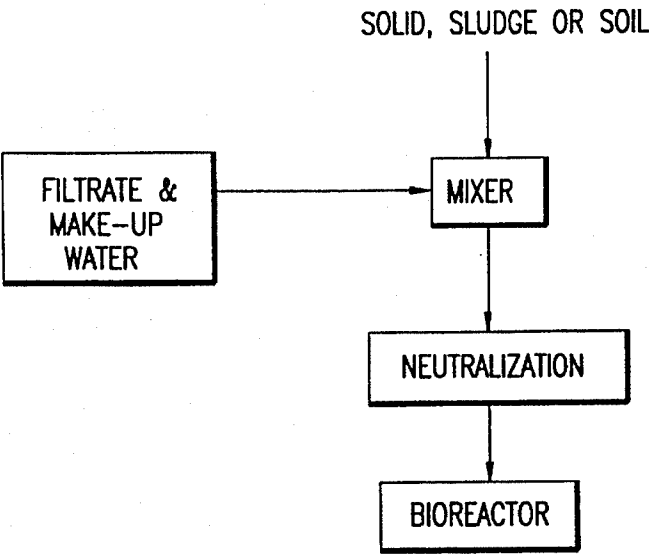 SOLID, SLUDGE OR SOIL
FILTRATE &
MAKE-UP
WATER
MIXER
NEUTRALIZATION
BIOREACTOR